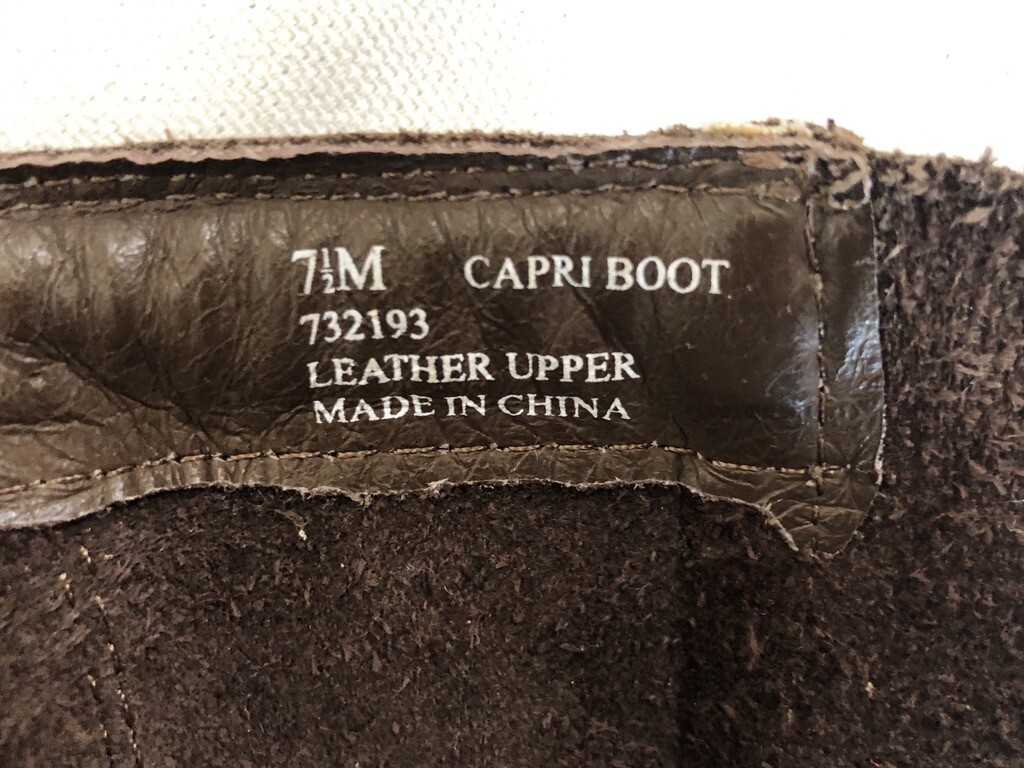 7½M CAPRI BOOT
732193
LEATHER UPPER
MADE IN CHINA